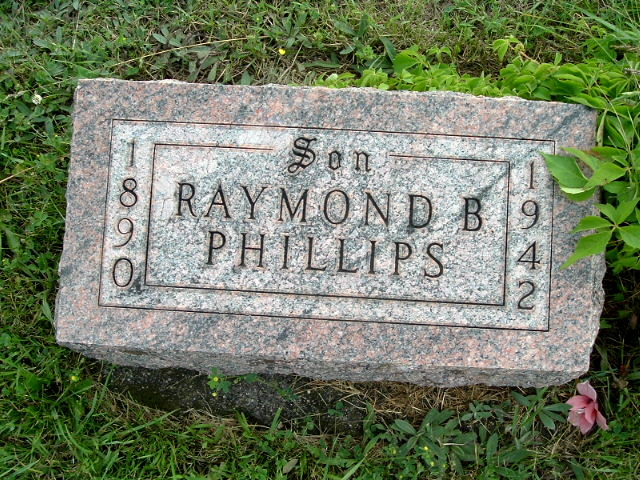 Son
RAYMOND B
PHILLIPS
1890
1942